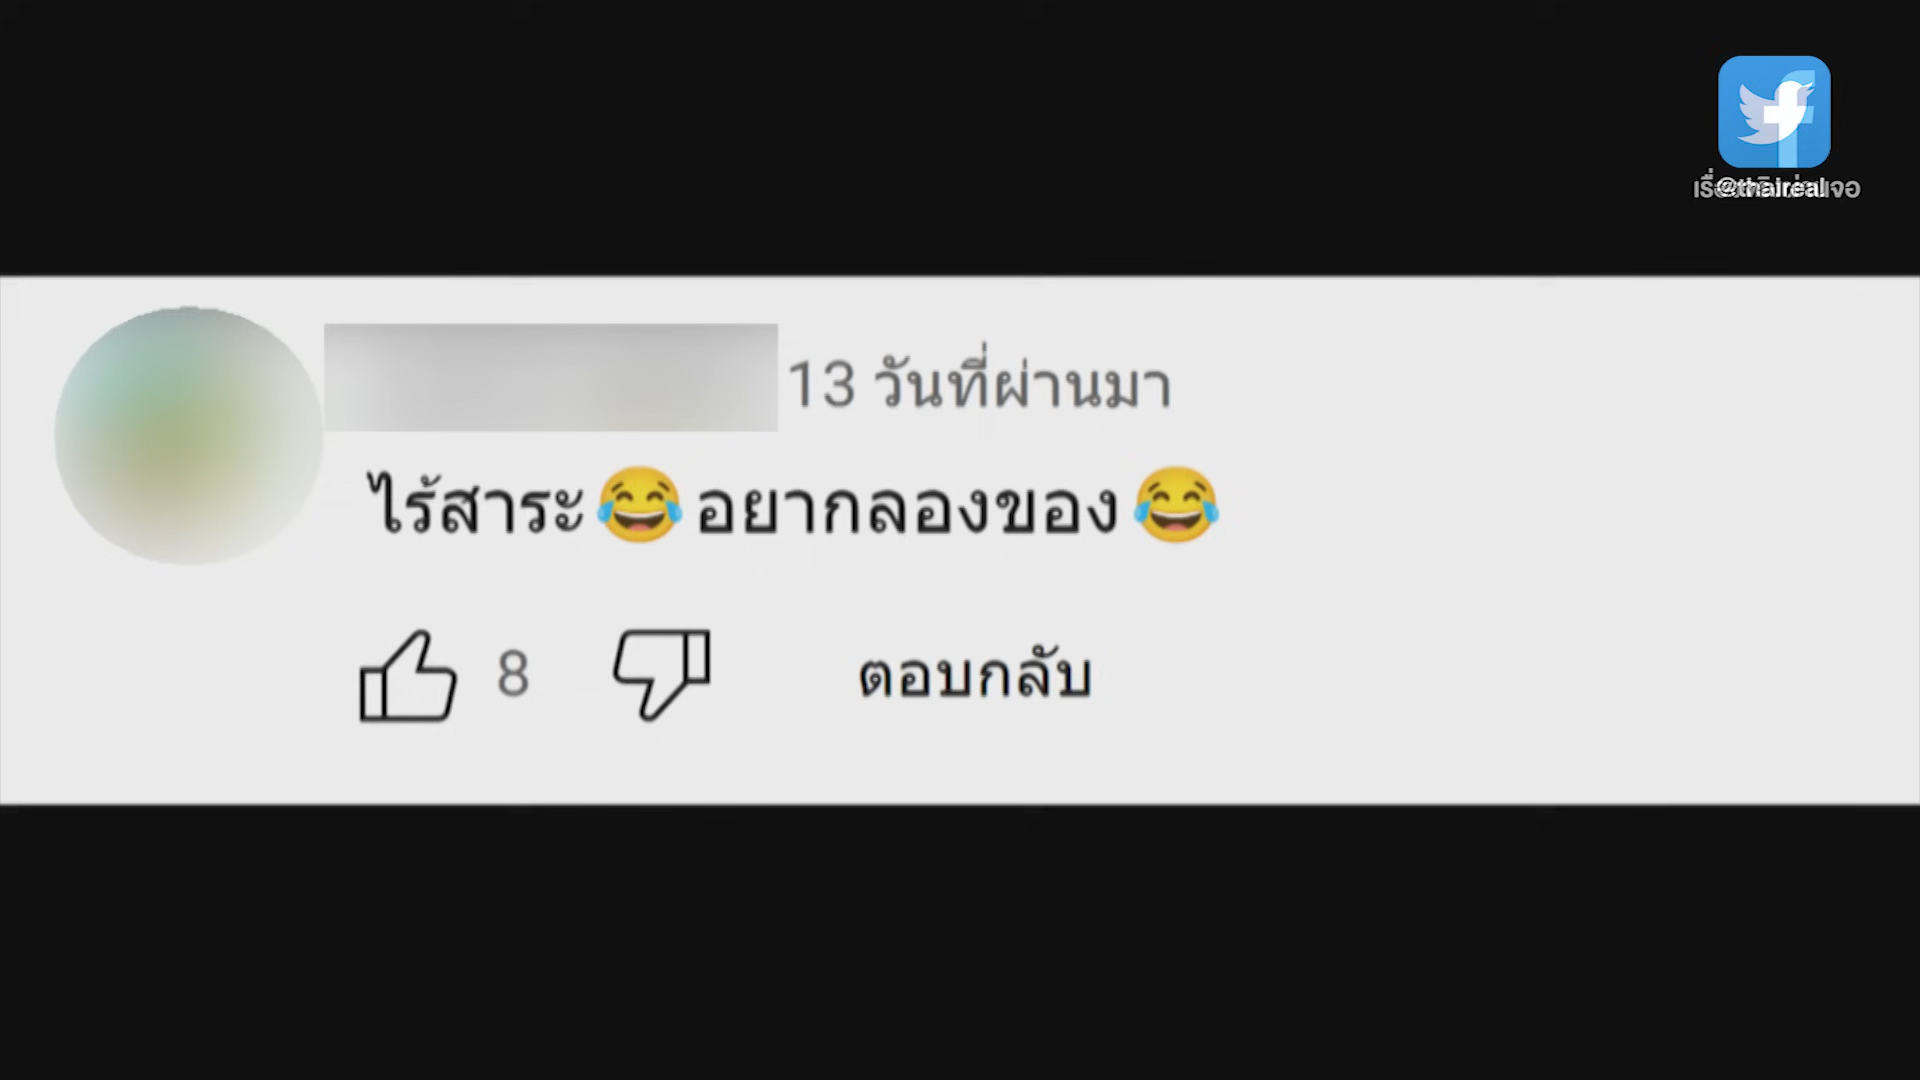 13 วันที่ผ่านมา
ไร้สาระ😂อยากลองของ😂
8
ตอบกลับ